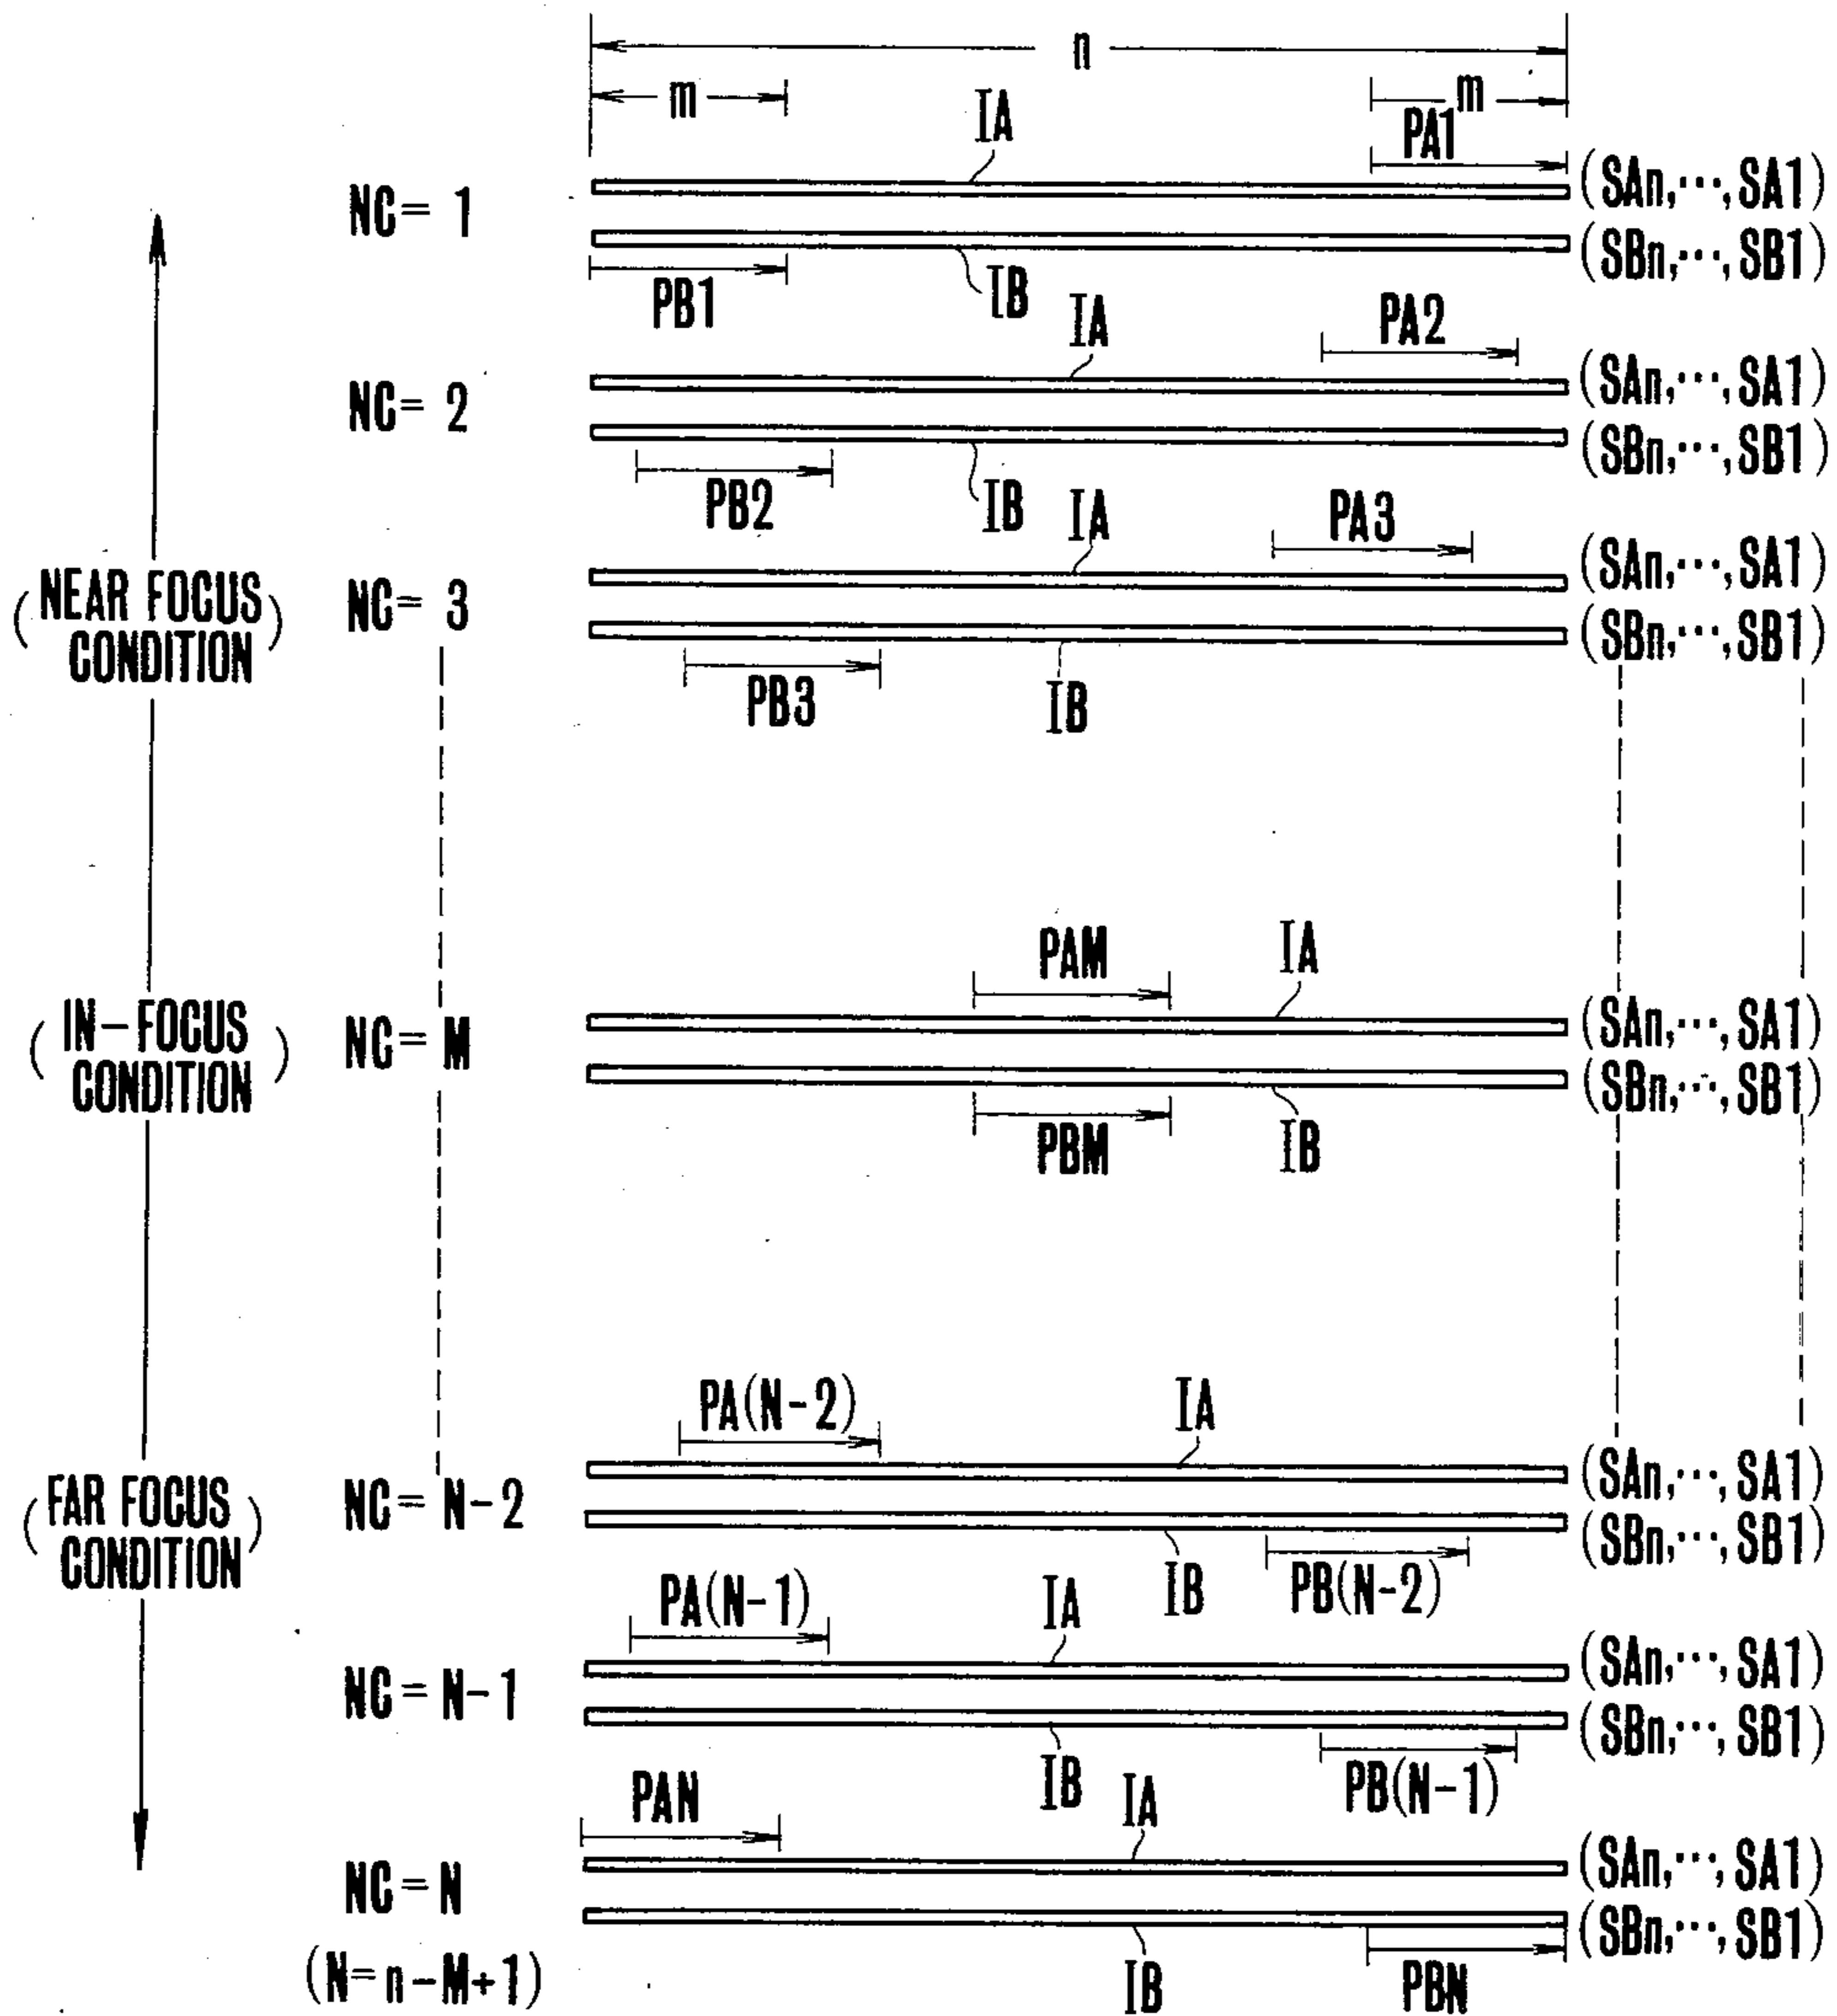 n
m
m
IA
PA1
NC= 1
(SAn,···,SA1)
(SBn,···,SB1)
PB1
IB
IA
PA2
NC= 2
(SAn,···,SA1)
(SBn,···,SB1)
PB2
IB
IA
PA3
(NEAR FOCUS
CONDITION)
NC= 3
(SAn,···,SA1)
(SBn,···,SB1)
PB3
IB
PAM
IA
(IN-FOCUS
CONDITION)
NC= M
(SAn,···,SA1)
(SBn,···,SB1)
PBM
IB
PA(N-2)
IA
(FAR FOCUS
CONDITION)
NC= N-2
(SAn,···,SA1)
(SBn,···,SB1)
IB
PB(N-2)
PA(N-1)
IA
NC= N-1
(SAn,···,SA1)
(SBn,···,SB1)
IB
PB(N-1)
PAN
IA
NC= N
(SAn,···,SA1)
(SBn,···,SB1)
(N=n-M+1)
IB
PBN